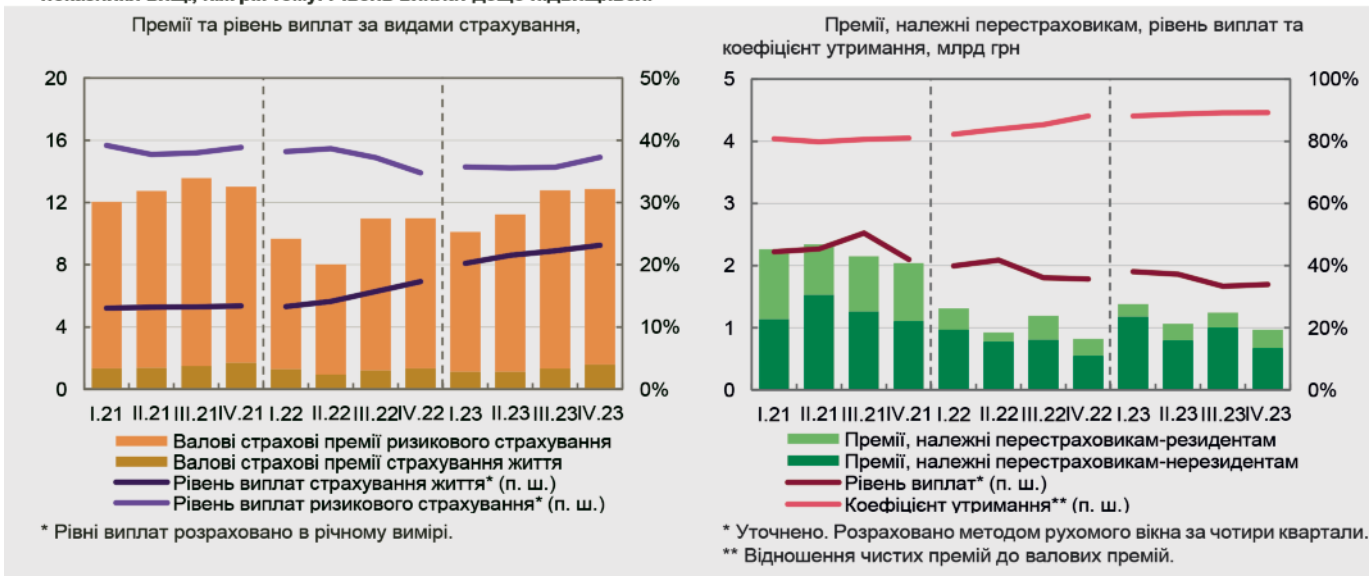 Премії та рівень виплат за видами страхування,
20
16
12
8
4
0
50%
40%
30%
20%
10%
0%
I.21 II.21 III.21 IV.21 I.22 II.22 III.22 IV.22 I.23 II.23 III.23 IV.23
Валові страхові премії ризикового страхування
Валові страхові премії страхування життя
Рівень виплат страхування життя* (п. ш.)
Рівень виплат ризикового страхування* (п. ш.)
* Рівні виплат розраховано в річному вимірі.
Премії, належні перестраховикам, рівень виплат та
коефіцієнт утримання, млрд грн
5
4
3
2
1
0
100%
80%
60%
40%
20%
0%
I.21 II.21 III.21 IV.21 I.22 II.22 III.22 IV.22 I.23 II.23 III.23 IV.23
Премії, належні перестраховикам-резидентам
Премії, належні перестраховикам-нерезидентам
Рівень виплат* (п. ш.)
Коефіцієнт утримання** (п. ш.)
* Уточнено. Розраховано методом рухомого вікна за чотири квартали.
** Відношення чистих премій до валових премій.